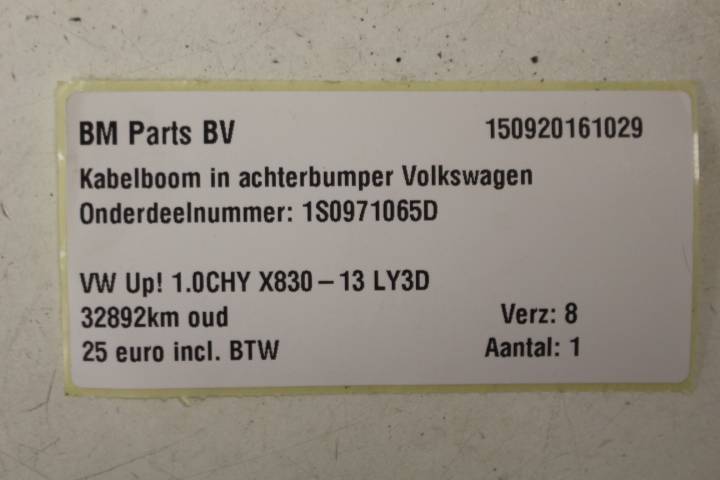 BM Parts BV 150920161029
Kabelboom in achterbumper Volkswagen
Onderdeelnummer: 1S0971065D
VW Up! 1.0CHY X830 – 13 LY3D
32892km oud Verz: 8
25 euro incl. BTW Aantal: 1